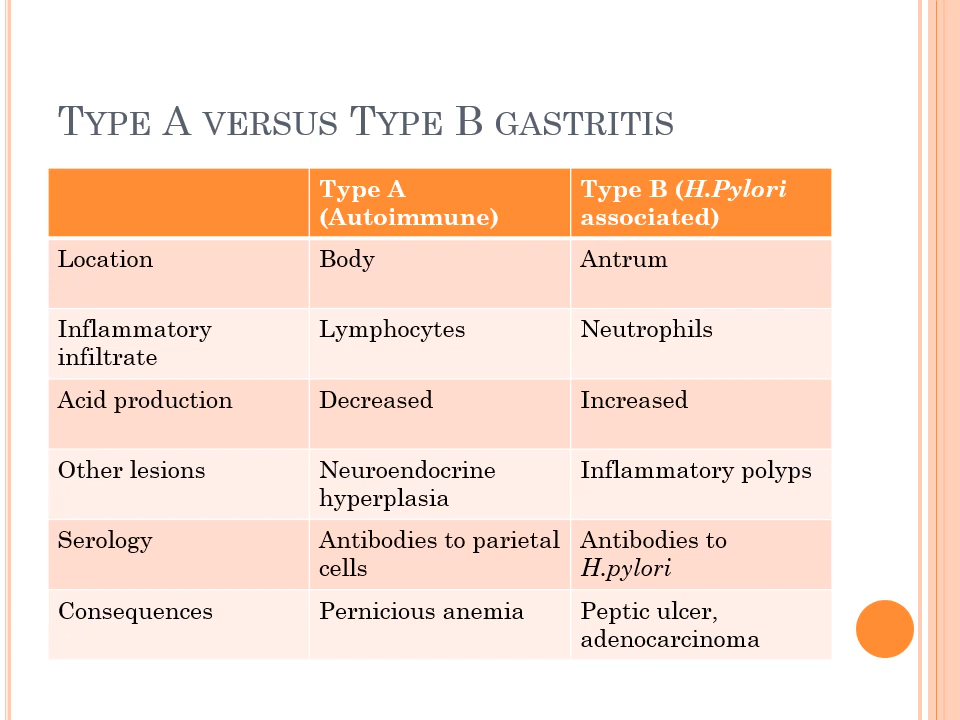 Type A versus Type B gastritis
Type A
(Autoimmune)
Type B (H.Pylori
associated)
Location
Body
Antrum
Inflammatory
infiltrate
Lymphocytes
Neutrophils
Acid production
Decreased
Increased
Other lesions
Neuroendocrine
hyperplasia
Inflammatory polyps
Serology
Antibodies to parietal
cells
Antibodies to
H.pylori
Consequences
Pernicious anemia
Peptic ulcer,
adenocarcinoma